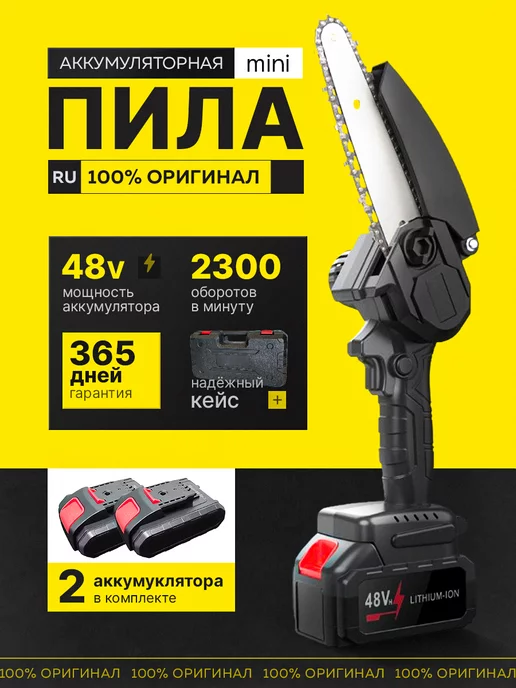 АККУМУЛЯТОРНАЯ mini
ПИЛА
RU 100% ОРИГИНАЛ
48v 2300
мощность оборотов
аккумулятора в минуту
365
дней
гарантия
надёжный
кейс +
2 аккумуклятора
в комплекте
48V LITHIUM-ION
100% ОРИГИНАЛ 100% ОРИГИНАЛ 100% ОРИГИНАЛ 100% ОРИГИНАЛ